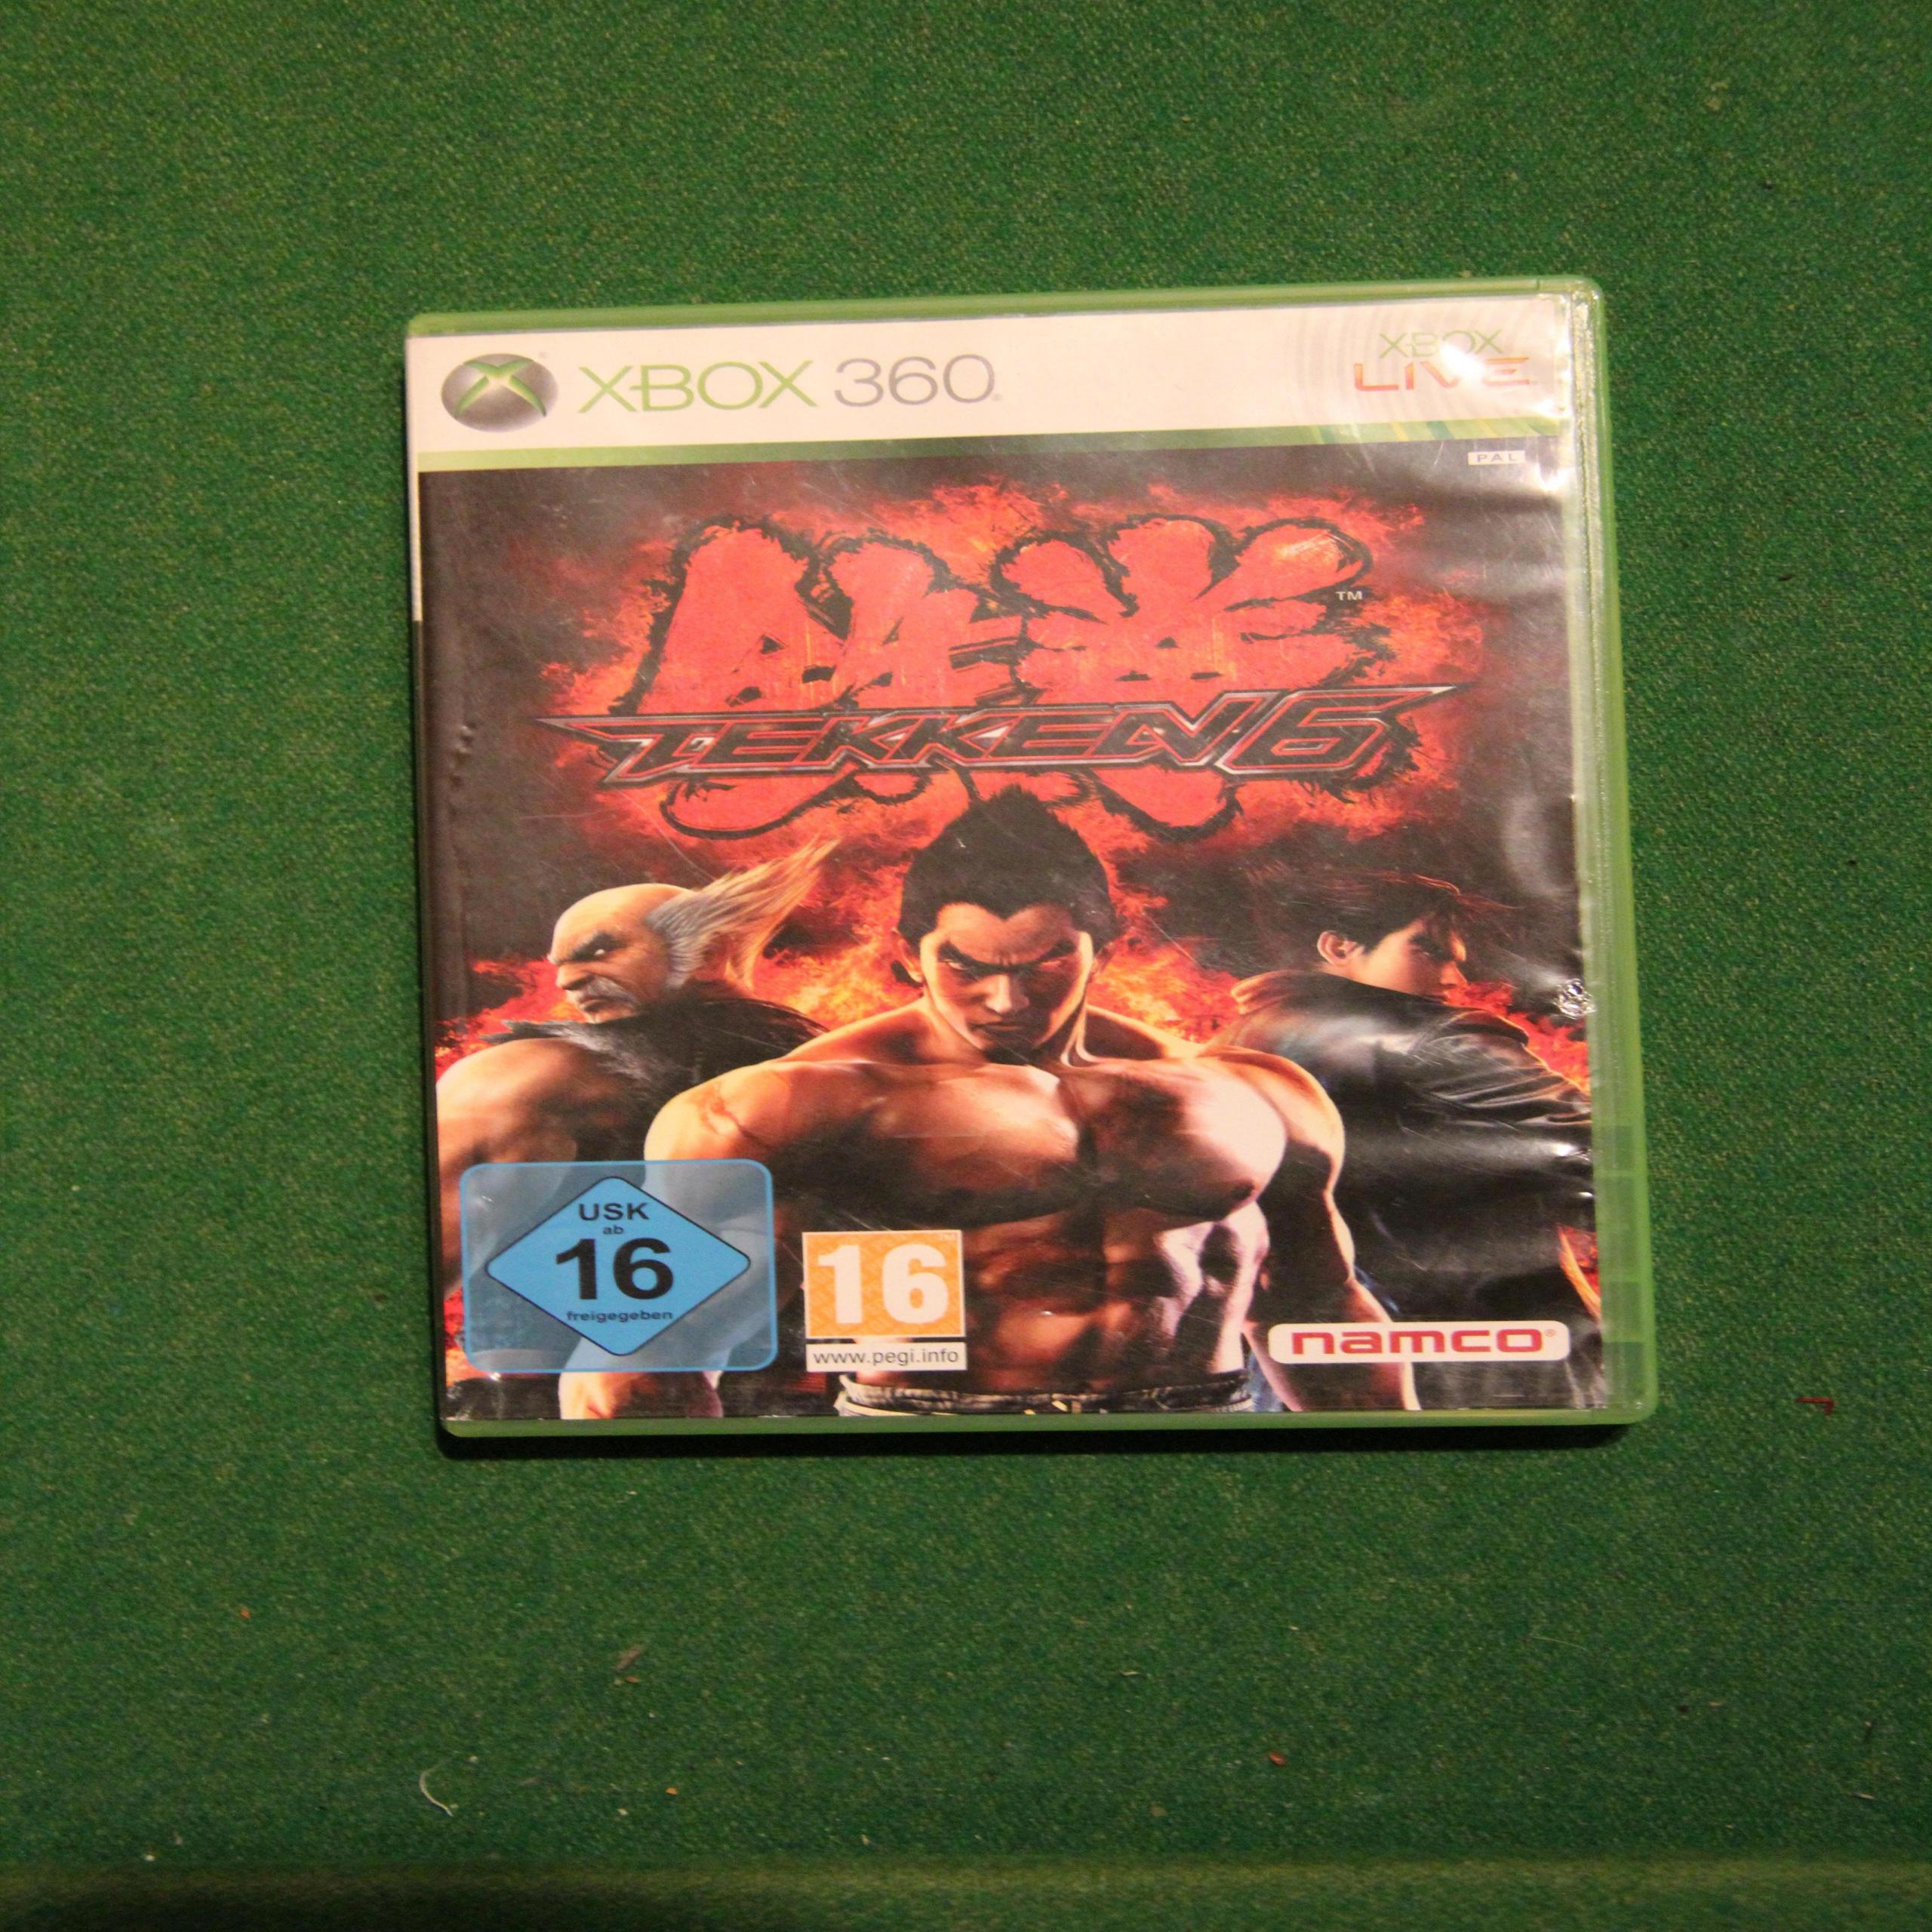 XBOX 360
XBOX
LIVE
PAL
鉄拳
TM
TEKKEN 6
USK
ab
16
freigegeben
16
www.pegi.info
namco